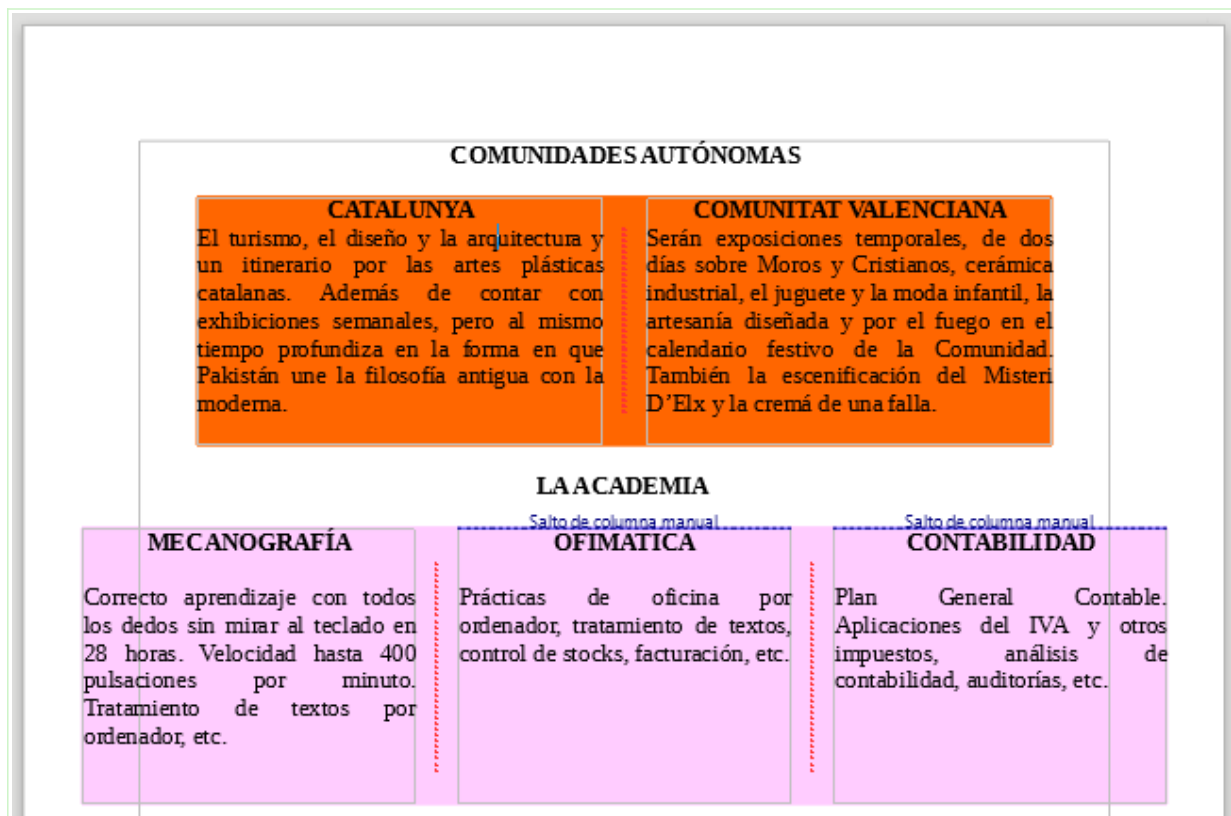 COMUNIDADES AUTÓNOMAS
CATALUNYA
El turismo, el diseño y la arquitectura y
un itinerario por las artes plásticas
catalanas. Además de contar con
exhibiciones semanales, pero al mismo
tiempo profundiza en la forma en que
Pakistán une la filosofía antigua con la
moderna.
COMUNITAT VALENCIANA
Serán exposiciones temporales, de dos
días sobre Moros y Cristianos, cerámica
industrial, el juguete y la moda infantil, la
artesanía diseñada y por el fuego en el
calendario festivo de la Comunidad.
También la escenificación del Misteri
D’Elx y la cremá de una falla.
LA ACADEMIA
MECANOGRAFÍA
Correcto aprendizaje con todos
los dedos sin mirar al teclado en
28 horas. Velocidad hasta 400
pulsaciones por minuto.
Tratamiento de textos por
ordenador, etc.
Salto de columna manual
OFIMATICA
Prácticas de oficina por
ordenador, tratamiento de textos,
control de stocks, facturación, etc.
Salto de columna manual
CONTABILIDAD
Plan General Contable.
Aplicaciones del IVA y otros
impuestos, análisis de
contabilidad, auditorías, etc.